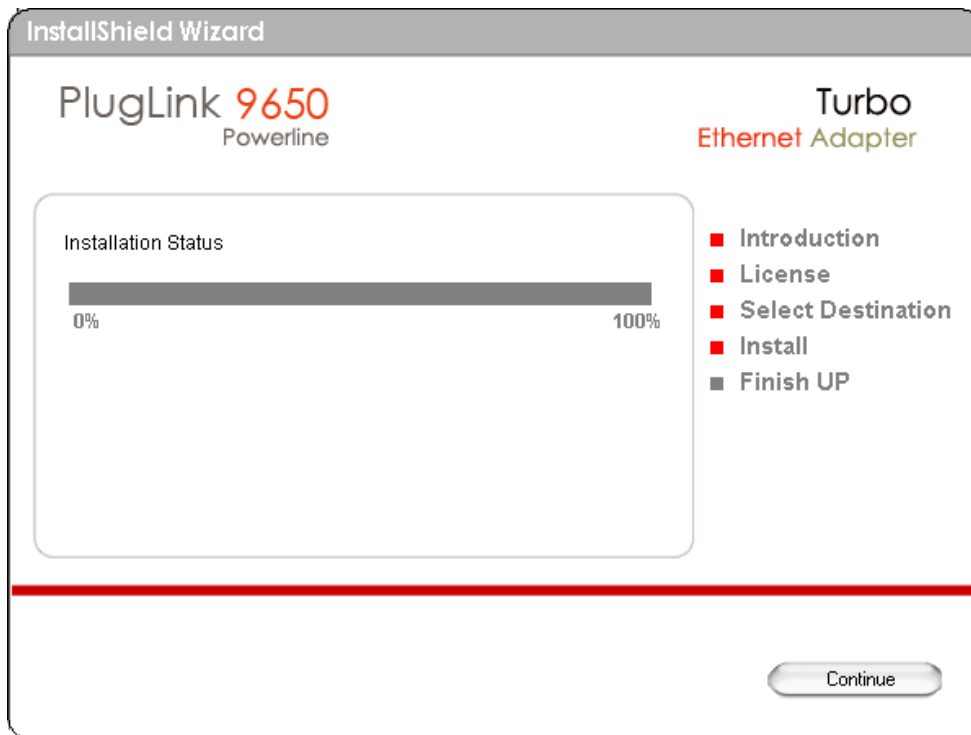 InstallShield Wizard
PlugLink 9650
Powerline
Turbo
Ethernet Adapter
Installation Status
0% 100%
Introduction
License
Select Destination
Install
Finish UP
Continue